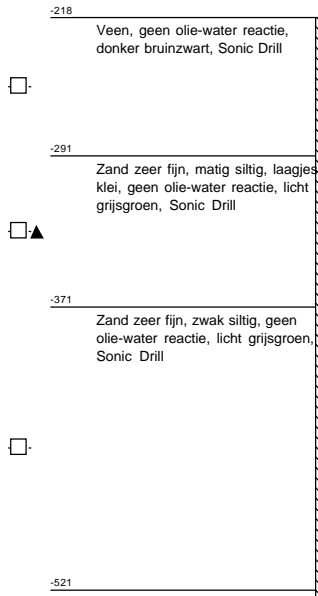 -218
Veen, geen olie-water reactie,
donker bruinzwart, Sonic Drill
-291
Zand zeer fijn, matig siltig, laagjes
klei, geen olie-water reactie, licht
grijsgroen, Sonic Drill
-371
Zand zeer fijn, zwak siltig, geen
olie-water reactie, licht grijsgroen,
Sonic Drill
-521